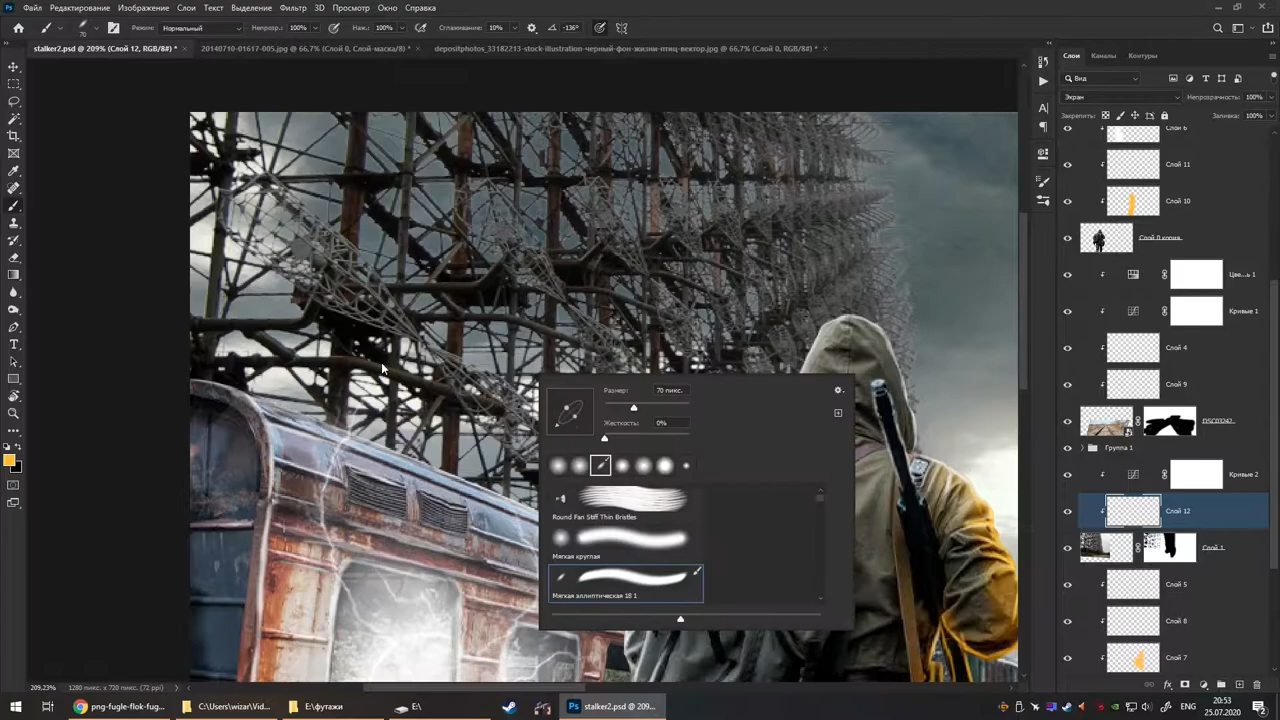 Файл Редактирование Изображение Слои Текст Выделение Фильтр 3D Просмотр Окно Справка
70 Режим: Нормальный Непрозр.: 100% Наж.: 100% Сглаживание: 10% -136°
stalker2.psd @ 209% (Слой 12, RGB/8#) * × 20140710-01617-005.jpg @ 66,7% (Слой 0, Слой-маска/8) * × depositphotos_33182213-stock-illustration-черный-фон-жизни-птиц-вектор.jpg @ 66,7% (Слой 0, RGB/8#) * ×
Слои Каналы Контуры
Вид
Экран Непрозрачность: 100%
Закрепить: Заливка: 100%
Слой 6
Слой 11
Слой 10
Слой 0 копия
Цве...ь 1
Кривые 1
Слой 4
Слой 9
DSC03242
Группа 1
Кривые 2
Слой 12
Слой 1
Слой 5
Слой 8
Слой 7
Размер: 70 пикс.
Жесткость: 0%
Round Fan Stiff Thin Bristles
Мягкая круглая
Мягкая эллиптическая 18 1
209,23% 1280 пикс. x 720 пикс. (72 ppi)
png-fugle-flok-fug... C:\Users\wizar\Vid... E:\футажи E:\ stalker2.psd @ 209...
20:53
25.07.2020